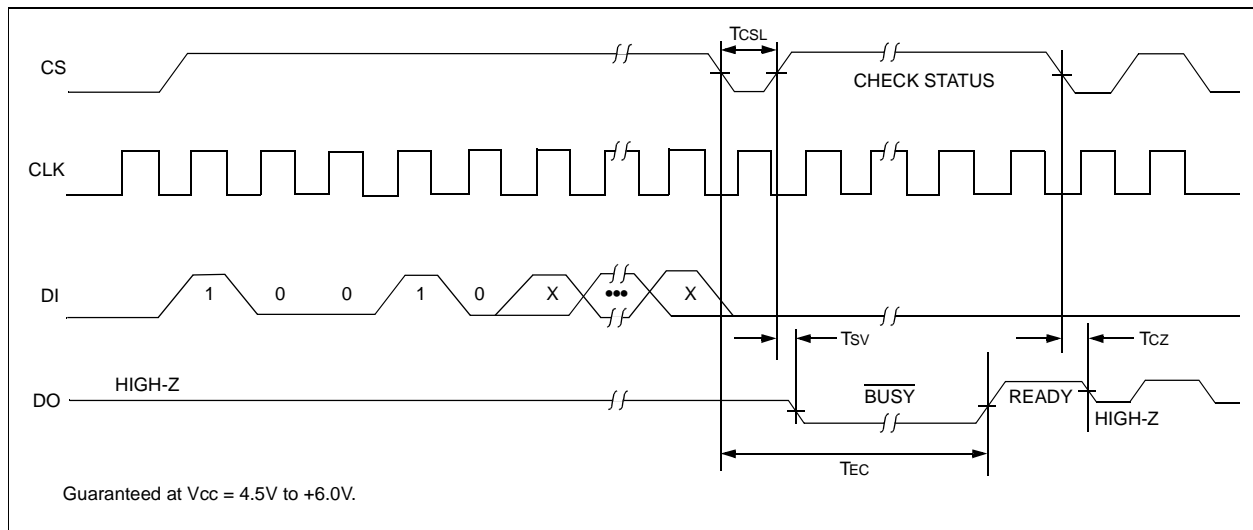 TCSL
CS
CHECK STATUS
CLK
DI
1 0 0 1 0 X ••• X
TSV
TCZ
HIGH-Z
DO
BUSY
READY
HIGH-Z
TEC
Guaranteed at Vcc = 4.5V to +6.0V.